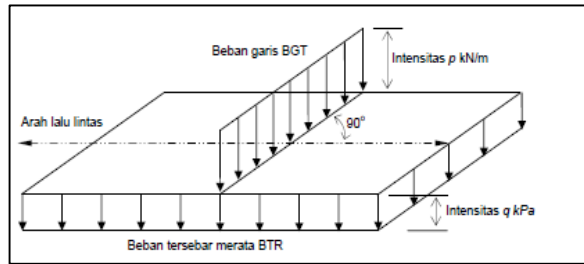 Beban garis BGT
Intensitas p kN/m
Arah lalu lintas
90°
Intensitas q kPa
Beban tersebar merata BTR